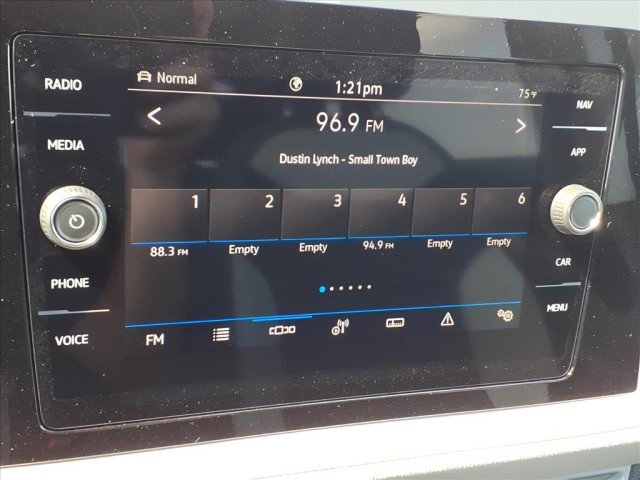 RADIO
MEDIA
PHONE
VOICE
Normal
1:21pm
75°F
96.9 FM
Dustin Lynch - Small Town Boy
1 2 3 4 5 6
88.3 FM Empty Empty 94.9 FM Empty Empty
FM
NAV
APP
CAR
MENU